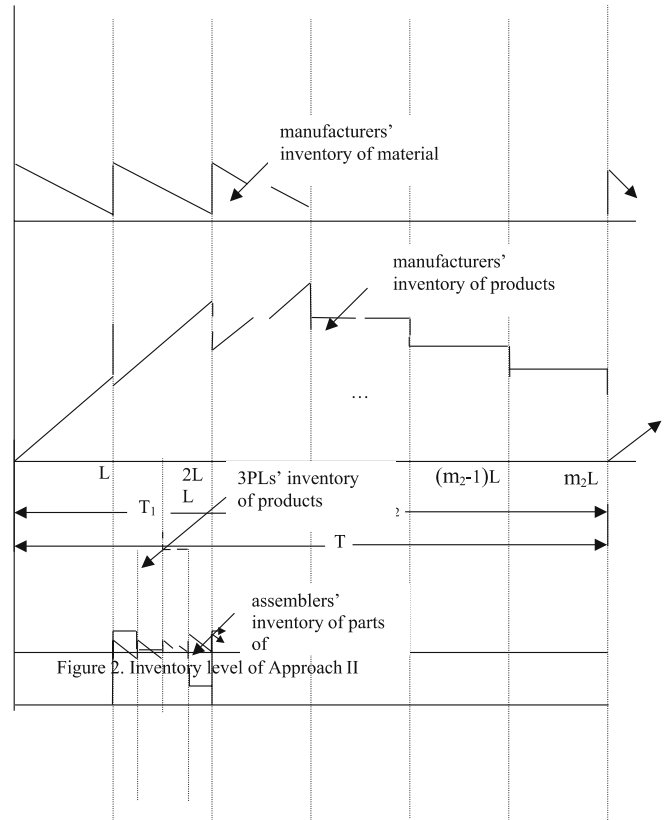 manufacturers’
inventory of material
manufacturers’
inventory of products
…
L
2L
L
3PLs’ inventory
of products
(m2-1)L
m2L
T1
2
T
assemblers’
inventory of parts
of
Figure 2. Inventory level of Approach II